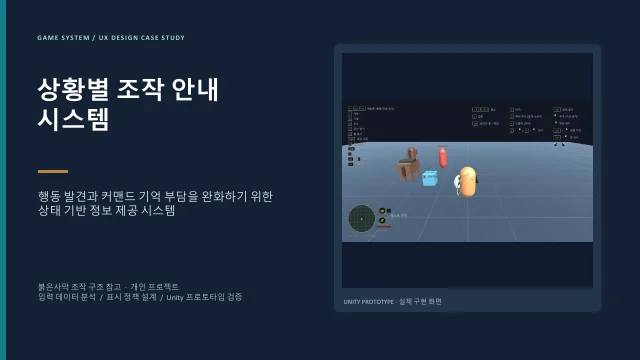 GAME SYSTEM / UX DESIGN CASE STUDY
상황별 조작 안내
시스템
행동 발견과 커맨드 기억 부담을 완화하기 위한
상태 기반 정보 제공 시스템
붉은사막 조작 구조 참고 · 개인 프로젝트
입력 데이터 분석 / 표시 정책 설계 / Unity 프로토타입 검증
UNITY PROTOTYPE · 실제 구현 화면